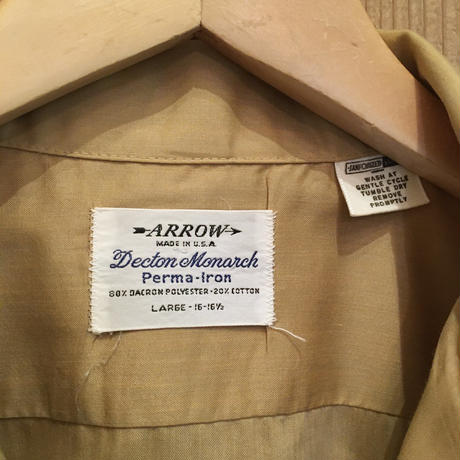 ARROW
MADE IN U.S.A.
Decton Monarch
Perma-Iron
80% DACRON POLYESTER - 20% COTTON
LARGE - 16-16½
SANFORIZED
WASH AT
GENTLE CYCLE
TUMBLE DRY
REMOVE
PROMPTLY